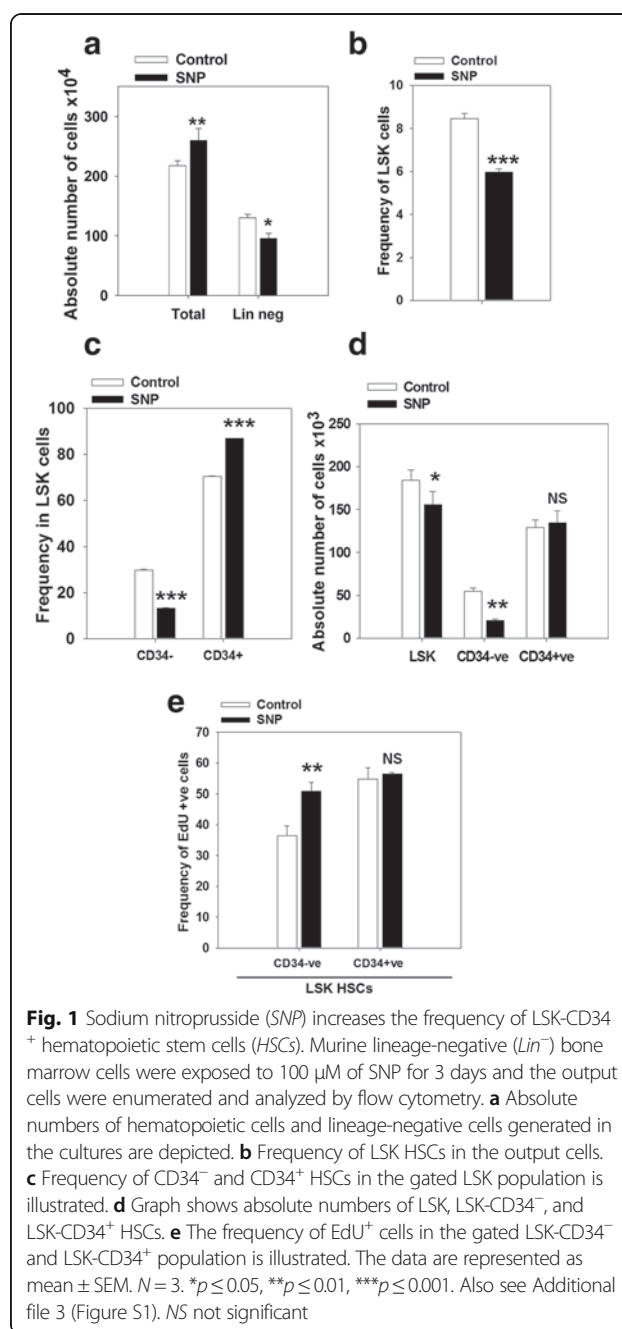 a
Control
SNP
Absolute number of cells x10⁴
300
200
100
0
**
*
Total
Lin neg
b
Control
SNP
Frequency of LSK cells
8
6
4
2
0
***
c
Control
SNP
Frequency in LSK cells
100
80
60
40
20
0
***
***
CD34-
CD34+
d
Control
SNP
Absolute number of cells x10³
250
200
150
100
50
0
*
**
NS
LSK
CD34-ve
CD34+ve
e
Control
SNP
Frequency of EdU +ve cells
70
60
50
40
30
20
10
0
**
NS
CD34-ve
CD34+ve
LSK HSCs
Fig. 1 Sodium nitroprusside (SNP) increases the frequency of LSK-CD34
⁺ hematopoietic stem cells (HSCs). Murine lineage-negative (Lin⁻) bone
marrow cells were exposed to 100 μM of SNP for 3 days and the output
cells were enumerated and analyzed by flow cytometry. a Absolute
numbers of hematopoietic cells and lineage-negative cells generated in
the cultures are depicted. b Frequency of LSK HSCs in the output cells.
c Frequency of CD34⁻ and CD34⁺ HSCs in the gated LSK population is
illustrated. d Graph shows absolute numbers of LSK, LSK-CD34⁻, and
LSK-CD34⁺ HSCs. e The frequency of EdU⁺ cells in the gated LSK-CD34⁻
and LSK-CD34⁺ population is illustrated. The data are represented as
mean ± SEM. N = 3. *p ≤ 0.05, **p ≤ 0.01, ***p ≤ 0.001. Also see Additional
file 3 (Figure S1). NS not significant